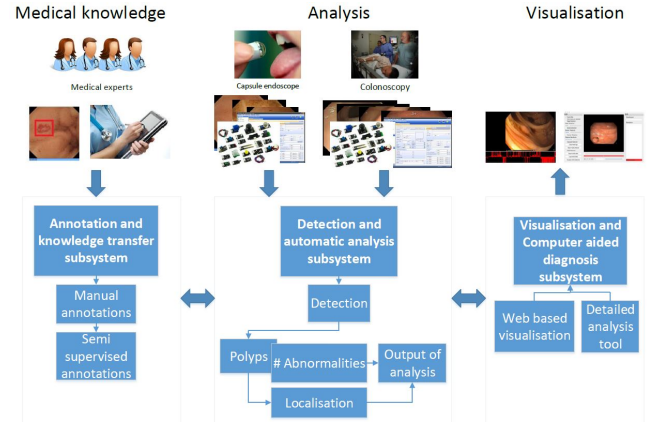 Medical knowledge
Analysis
Visualisation
Medical experts
Capsule endoscope
Colonoscopy
Annotation and
knowledge transfer
subsystem
Manual
annotations
Semi
supervised
annotations
Detection and
automatic analysis
subsystem
Detection
Polyps
# Abnormalities
Output of
analysis
Localisation
Visualisation and
Computer aided
diagnosis
subsystem
Web based
visualisation
Detailed
analysis
tool